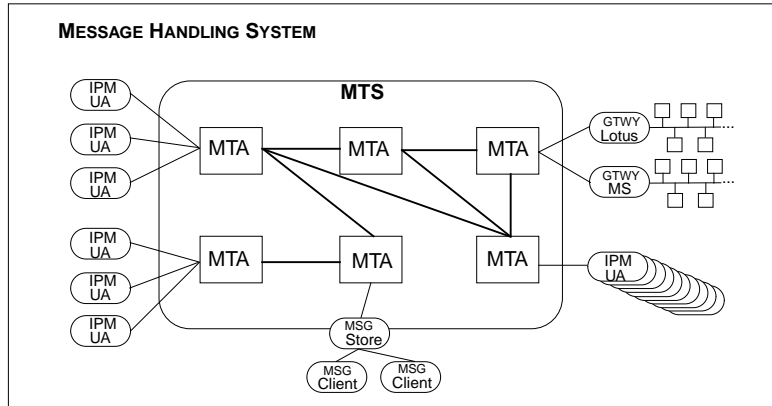 MESSAGE HANDLING SYSTEM
MTS
IPM
UA
IPM
UA
IPM
UA
MTA
MTA
MTA
GTWY
Lotus
GTWY
MS
IPM
UA
IPM
UA
IPM
UA
MTA
MTA
MTA
IPM
UA
MSG
Store
MSG
Client
MSG
Client